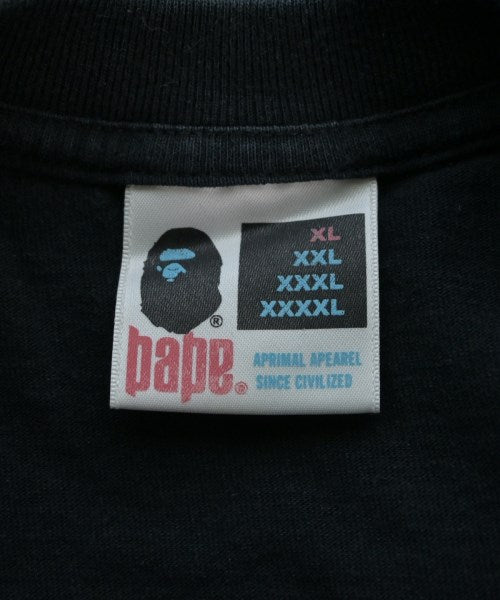 XL
XXL
XXXL
XXXXL
®
bape®
APRIMAL APEAREL
SINCE CIVILIZED